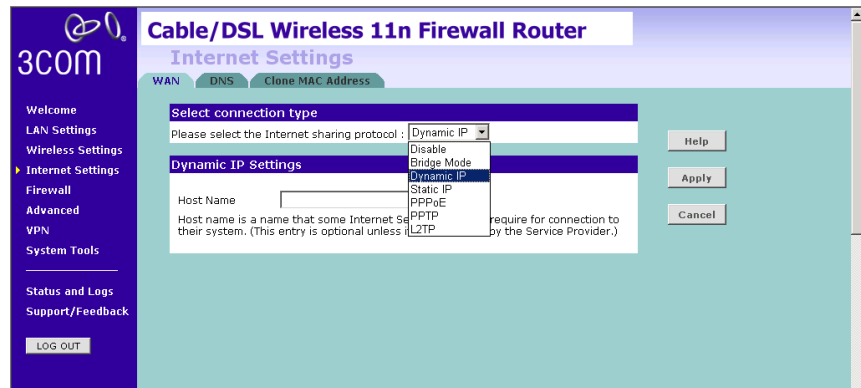 3COM
Cable/DSL Wireless 11n Firewall Router
Internet Settings
WAN
DNS
Clone MAC Address
Welcome
LAN Settings
Wireless Settings
Internet Settings
Firewall
Advanced
VPN
System Tools
Status and Logs
Support/Feedback
LOG OUT
Select connection type
Please select the Internet sharing protocol : Dynamic IP
Disable
Bridge Mode
Dynamic IP
Static IP
PPPoE
PPTP
L2TP
Dynamic IP Settings
Host Name
Host name is a name that some Internet Se require for connection to
their system. (This entry is optional unless by the Service Provider.)
Help
Apply
Cancel